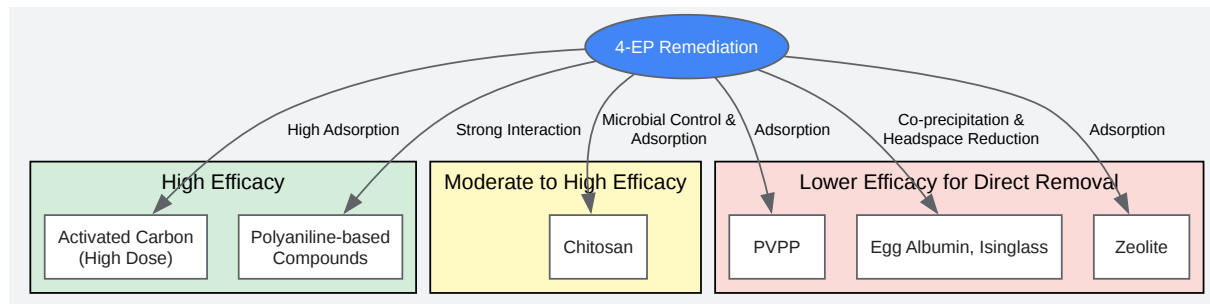 4-EP Remediation
High Adsorption
Strong Interaction
Microbial Control &
Adsorption
Adsorption
Co-precipitation &
Headspace Reduction
Adsorption
High Efficacy
Moderate to High Efficacy
Lower Efficacy for Direct Removal
Activated Carbon
(High Dose)
Polyaniline-based
Compounds
Chitosan
PVPP
Egg Albumin, Isinglass
Zeolite